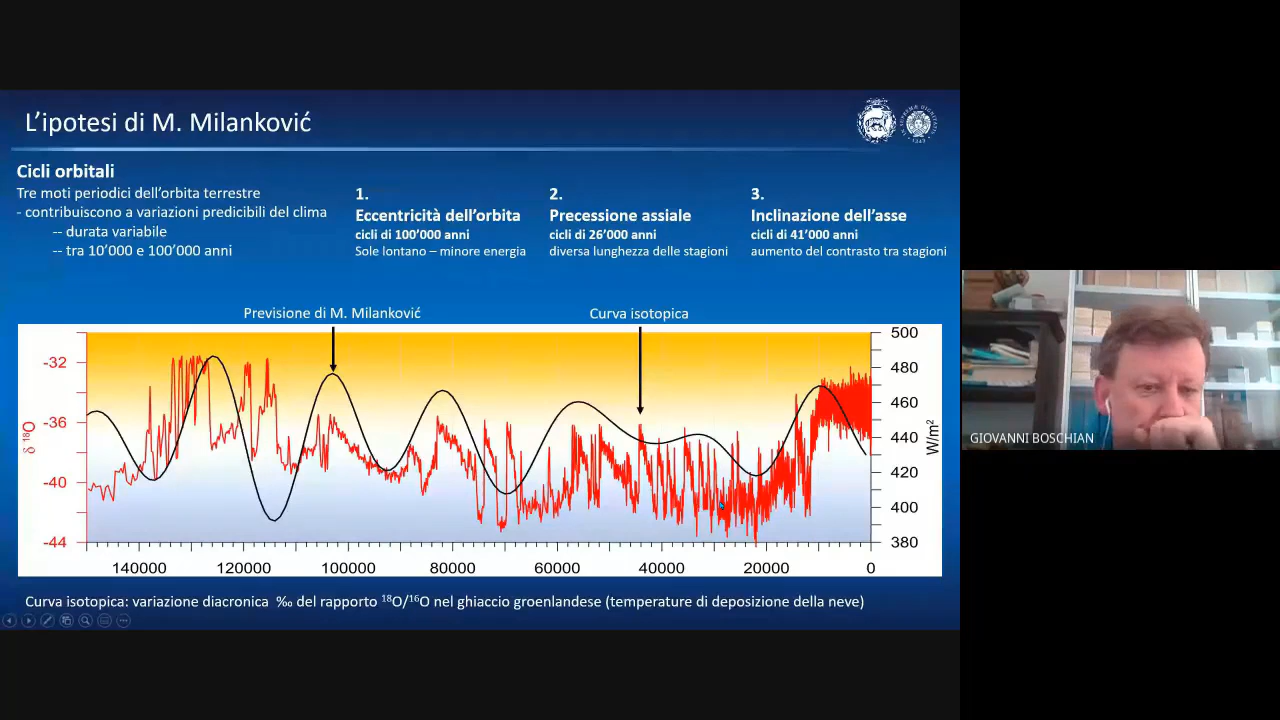 L'ipotesi di M. Milanković
Cicli orbitali
Tre moti periodici dell'orbita terrestre
- contribuiscono a variazioni predicibili del clima
-- durata variabile
-- tra 10'000 e 100'000 anni
1.
Eccentricità dell'orbita
cicli di 100'000 anni
Sole lontano – minore energia
2.
Precessione assiale
cicli di 26'000 anni
diversa lunghezza delle stagioni
3.
Inclinazione dell'asse
cicli di 41'000 anni
aumento del contrasto tra stagioni
Previsione di M. Milanković
Curva isotopica
δ 18O
-32
-36
-40
-44
500
480
460
440
420
400
380
W/m²
140000 120000 100000 80000 60000 40000 20000 0
Curva isotopica: variazione diacronica ‰ del rapporto 18O/16O nel ghiaccio groenlandese (temperature di deposizione della neve)
GIOVANNI BOSCHIAN